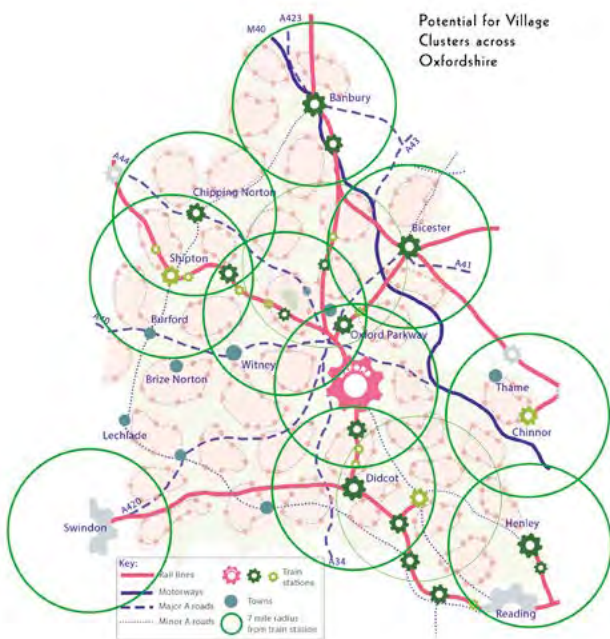 Potential for Village
Clusters across
Oxfordshire
A423
M40
Banbury
A43
A44
Chipping Norton
Bicester
Shipton
A41
A40
Bairford
Oxford Parkway
Witney
Brize Norton
Thame
Chinnor
Lechlade
Didcot
A420
Swindon
Henley
A34
Reading
Key:
Rail lines
Motorways
Major A roads
Minor A roads
Train
stations
Towns
7 mile radius
from train station